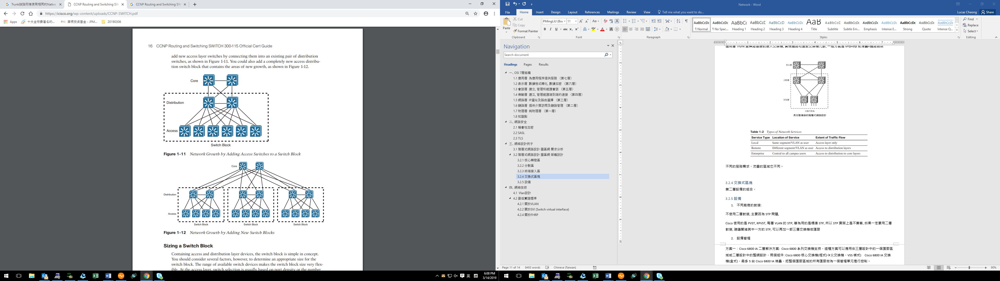 Trunk鏈路兩端使用相同的Native
CCNP Routing and Switching SW
CCNP Routing and Switching SW
https://icisco.org/wp-content/uploads/CCNP-SWITCH.pdf
Apps
十大全球最著名的...
摩根投資基金 - JPM...
20190306
16 CCNP Routing and Switching SWITCH 300-115 Official Cert Guide
add new access layer switches by connecting them into an existing pair of distribution
switches, as shown in Figure 1-11. You could also add a completely new access distribu-
tion switch block that contains the areas of new growth, as shown in Figure 1-12.
Core
Distribution
Access
Switch Block
Figure 1-11 Network Growth by Adding Access Switches to a Switch Block
Core
Distribution
Access
Switch Block Switch Block Switch Block
Figure 1-12 Network Growth by Adding New Switch Blocks
Sizing a Switch Block
Containing access and distribution layer devices, the switch block is simple in concept.
You should consider several factors, however, to determine an appropriate size for the
switch block. The range of available switch devices makes the switch block size very flex-
ible. At the access layer, switch selection is usually based on port density or the number
6:08 PM
3/14/2019
Network - Word
File Home Insert Design Layout References Mailings Review View Tell me what you want to do...
Lucas Cheong Share
Paste
Cut
Copy
Format Painter
Clipboard
PMingLiU (Boc 11
Font
Paragraph
AaBbCcDc ¶ Normal
AaBbCcDc ¶ No Spac...
AaBbCc Heading 1
AaBbCcD Heading 2
AaBbCcD Heading 3
AaBbCcDc Heading 4
AaB Title
AaBbCcD Subtitle
AaBbCcDc Subtle Em...
AaBbCcDc Emphasis
AaBbCcDc Intense E...
AaBbCcDc Strong
AaBbCcDc Quote
AaBbCcDc Intense Q...
Styles
Find
Replace
Select
Editing
Navigation
Search document
Headings Pages Results
一、OSI 7層結構
1.1 應用層 為應用程序提供服務 （第七層）
1.2 表示層 數據格式轉化, 數據加密 （第六層）
1.3 會話層 建立, 管理和維護會話 （第五層）
1.4 傳輸層 建立, 管理維護端到端的連接 （第四層）
1.5 網路層 IP選址及路由選擇 （第三層）
1.6 鏈路層 提供介質訪問及鏈路管理 （第二層）
1.7 物理層 純物理層 （第一層）
1.8 知識點
二、網路安全
2.1 機會性加密
2.2 SASL
2.3 TLS
三、網絡設計例子
3.1 階層式網路設計 園區網 需求分析
3.2 階層式網路設計 園區網 架構設計
3.2.1 核心轉發區
3.2.2 分散區
3.2.3 終端接入區
3.2.4 交換式區塊
3.2.5 設備
四、網絡技術
4.1 Vlan設計
4.2 最佳實踐標準
4.2.1 關於VLAN
4.2.2 關於SVI (Switch virtual interface)
4.2.4 關於FHRP
核心層
分散層
存取層
交換式區塊
具完整備援的階層式網路設計
Table 1-2 Types of Network Services
Service Type Location of Service Extent of Traffic Flow
Local Same segment/VLAN as user Access layer only
Remote Different segment/VLAN as user Access to distribution layers
Enterprise Central to all campus users Access to distribution to core layers
不同的服務需求，流量的區域也不同。
3.2.4 交換式區塊
第二層設備的組合。
3.2.5 設備
1. 不同廠商的對接:
不使用二層對接, 主要因為 STP 問題,
Cisco 使用的是 PVST, RPVST, 每層 VLAN 的 STP; 華為用的是標準 STP, 所以 STP 實際上是不兼容, 如果一定要用二層
對接, 建議關掉其中一方的 STP, 可以再加一部三層交換機做匯聚
2. 設備管理
方案一：Cisco 6800 IA 二層解決方案: Cisco 6800 系列交換機支持，這種方案可以應用在三層設計中的一個匯聚區
域或二層設計中的整網設計，兩個組件: Cisco 6800 核心交換機(框式)→父交換機，VSS 模式) Cisco 6800 IA 交換
機(盒式)，最多 5 台 Cisco 6800 IA 堆疊，把整個匯聚區域的所有匯聚做為一個管理單元進行控制。
Page 11 of 14 8493 words Chinese (Taiwan) 90%